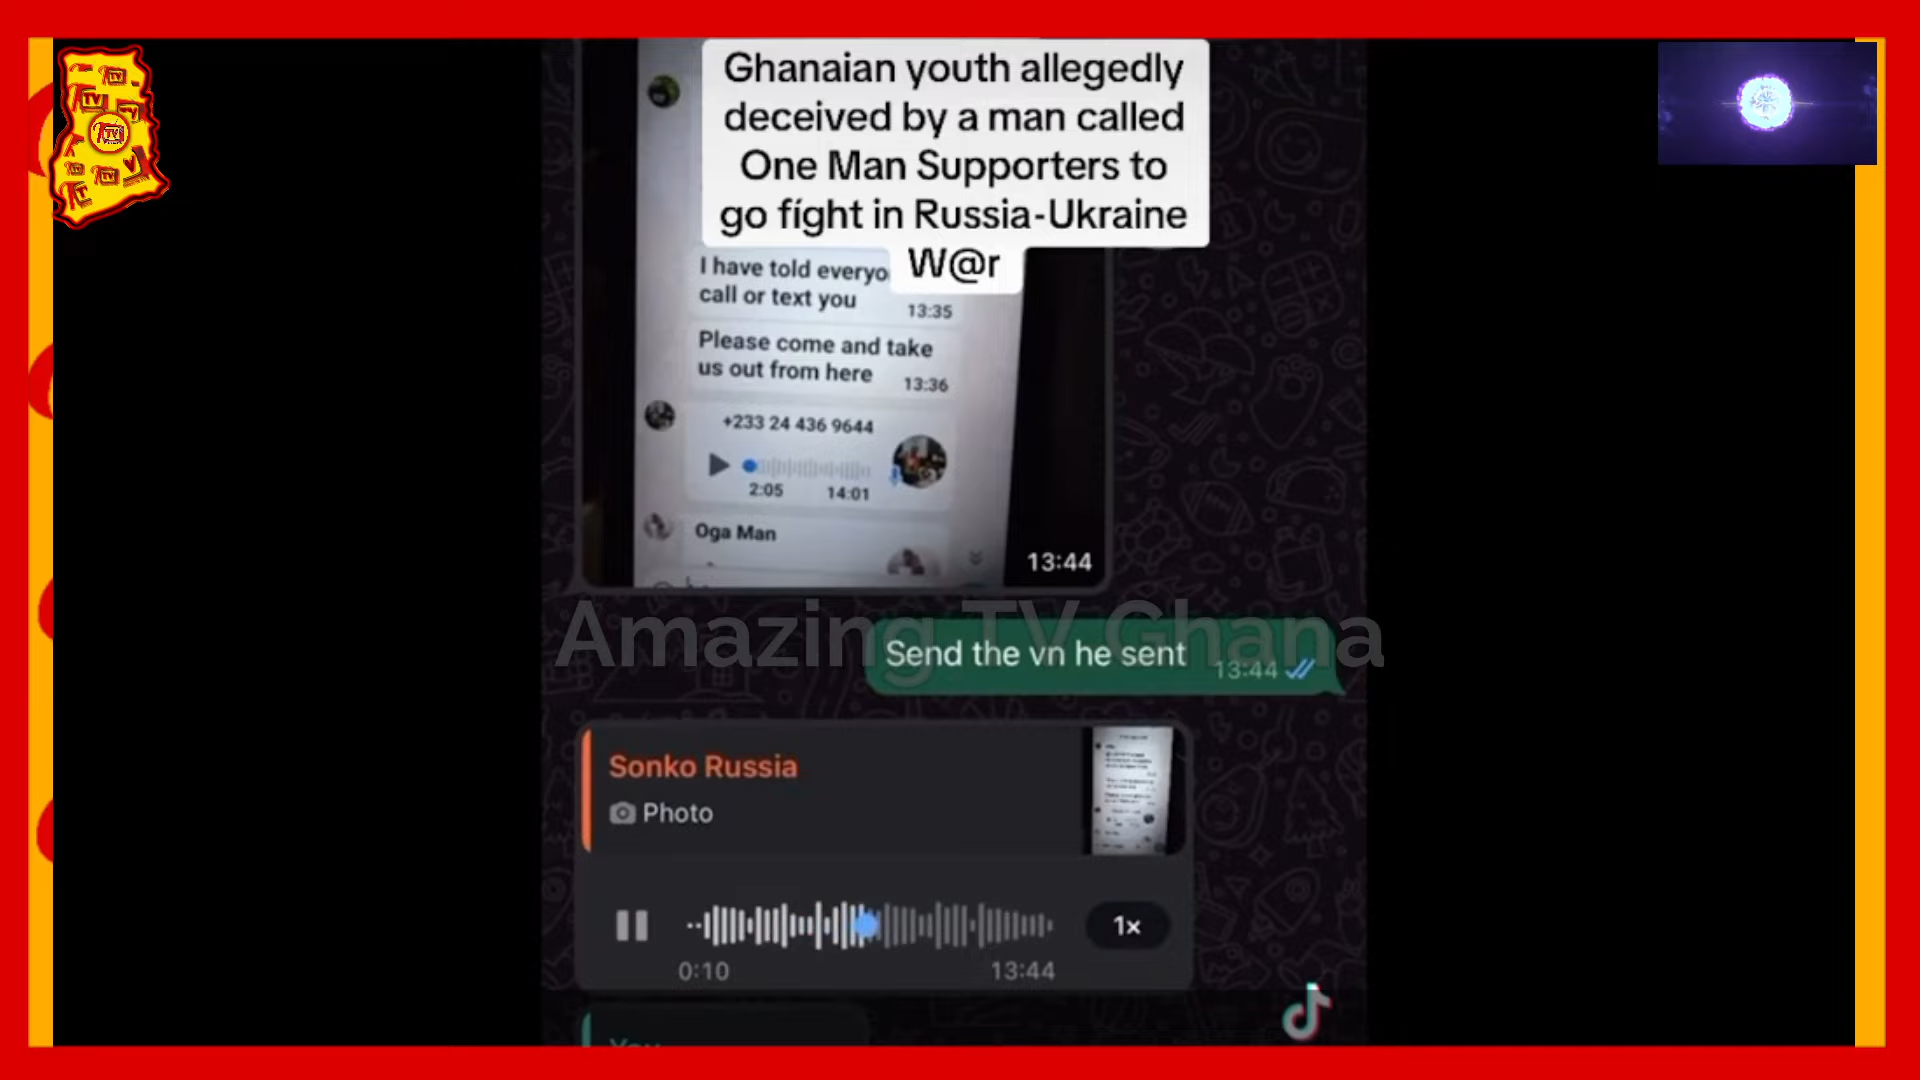 Ghanaian youth allegedly
deceived by a man called
One Man Supporters to
go fíght in Russia-Ukraine
W@r
I have told everyo
call or text you
13:35
Please come and take
us out from here
13:36
+233 24 436 9644
2:05 14:01
Oga Man
13:44
Amazing TV Ghana
Send the vn he sent 13:44
Sonko Russia
Photo
1x
0:10 13:44
You